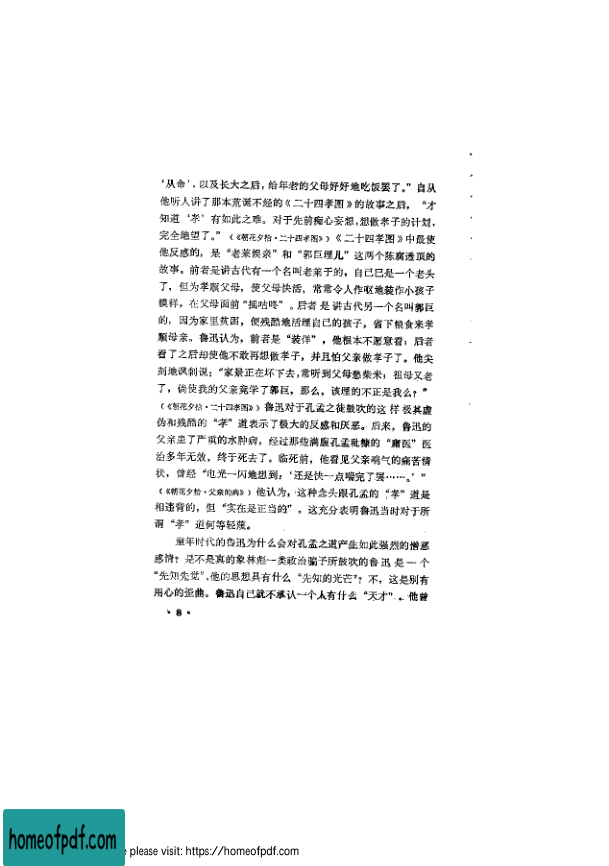 ‘从命’，以及长大之后，给年老的父母好好地吃饭罢了。”自从
他听人讲了那本荒诞不经的《二十四孝图》的故事之后，“才
知道‘孝’有如此之难。对于先前痴心妄想，想做孝子的计划，
完全绝望了。”（《朝花夕拾·二十四孝图》）《二十四孝图》中最使
他反感的，是“老莱娱亲”和“郭巨埋儿”这两个陈腐透顶的
故事。前者是讲古代有一个名叫老莱子的，自己已是一个老头
了，但为孝顺父母，使父母快活，常常令人作呕地装作小孩子
模样，在父母面前“摇咕咚”。后者是讲古代另一个名叫郭巨
的，因为家里贫困，便残酷地活埋自己的孩子，省下粮食来孝
顺母亲。鲁迅认为，前者是“装佯”，他根本不愿意看；后者
看了之后却使他不敢再想做孝子，并且怕父亲做孝子了。他尖
刻地讽刺说：“家景正在坏下去，常听到父母愁柴米；祖母又老
了，倘使我的父亲竟学了郭巨，那么，该埋的不正是我么？”
（《朝花夕拾·二十四孝图》）鲁迅对于孔孟之徒鼓吹的这样极其虚
伪和残酷的“孝”道表示了极大的反感和厌恶。后来，鲁迅的
父亲患了严重的水肿病，经过那些满腹孔孟秕糠的“庸医”医
治多年无效，终于死去了。临死前，他看见父亲喘气的痛苦情
状，曾经“电光一闪地想到：‘还是快一点喘完了罢……。’”
（《朝花夕拾·父亲的病》）他认为，这种念头跟孔孟的“孝”道是
相违背的，但“实在是正当的”。这充分表明鲁迅当时对于所
谓“孝”道何等轻蔑。
童年时代的鲁迅为什么会对孔孟之道产生如此强烈的憎恶
感情？是不是真的象林彪一类政治骗子所鼓吹的鲁迅是一个
“先知先觉”，他的思想具有什么“先知的光芒”？不，这是别有
用心的歪曲。鲁迅自己就不承认一个人有什么“天才”。他曾
· 8 ·
homeofpdf.com
e please visit: https://homeofpdf.com